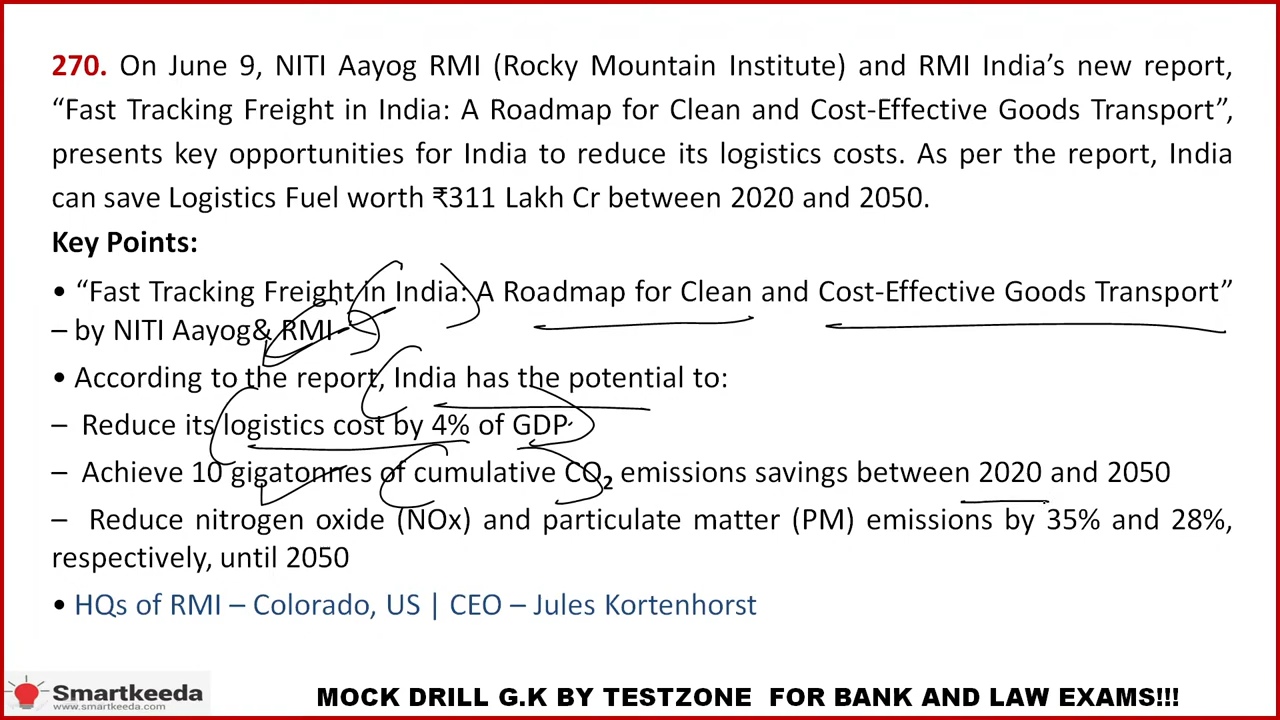 270. On June 9, NITI Aayog RMI (Rocky Mountain Institute) and RMI India’s new report,
“Fast Tracking Freight in India: A Roadmap for Clean and Cost-Effective Goods Transport”,
presents key opportunities for India to reduce its logistics costs. As per the report, India
can save Logistics Fuel worth ₹311 Lakh Cr between 2020 and 2050.
Key Points:
• “Fast Tracking Freight in India: A Roadmap for Clean and Cost-Effective Goods Transport”
– by NITI Aayog& RMI
• According to the report, India has the potential to:
– Reduce its logistics cost by 4% of GDP
– Achieve 10 gigatonnes of cumulative CO₂ emissions savings between 2020 and 2050
– Reduce nitrogen oxide (NOx) and particulate matter (PM) emissions by 35% and 28%,
respectively, until 2050
• HQs of RMI – Colorado, US | CEO – Jules Kortenhorst
Smartkeeda
www.smartkeeda.com
MOCK DRILL G.K BY TESTZONE FOR BANK AND LAW EXAMS!!!